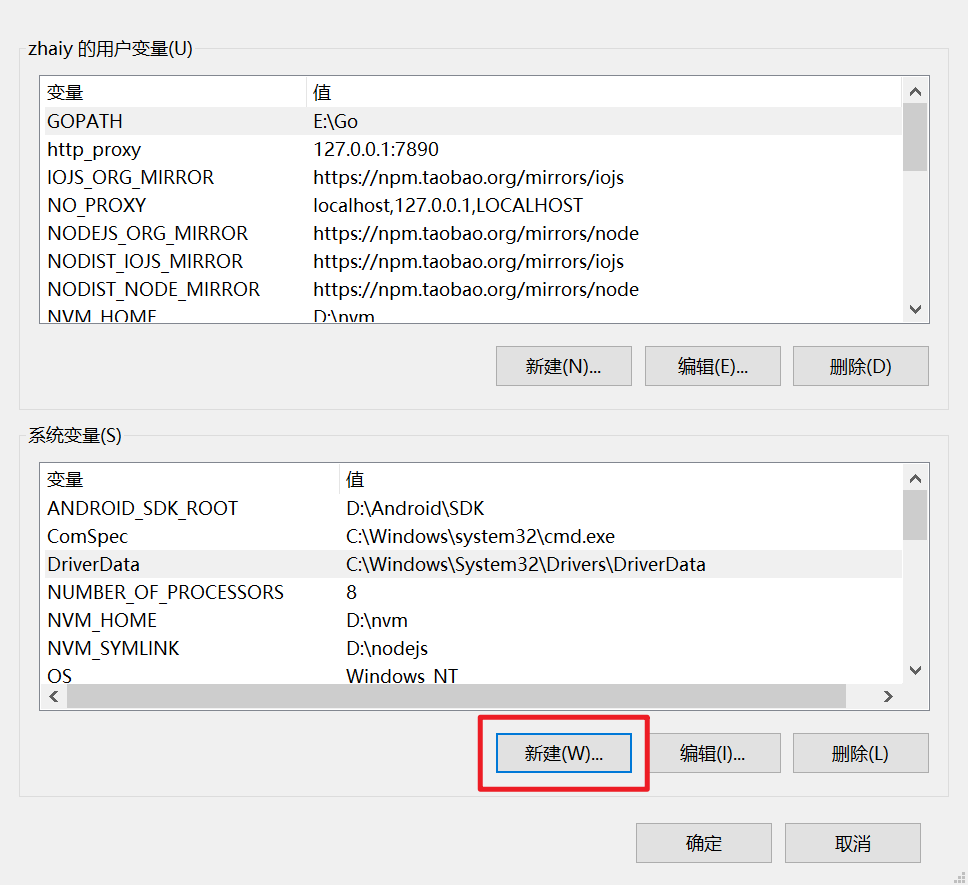 zhaiy 的用户变量(U)
变量 值
GOPATH E:\Go
http_proxy 127.0.0.1:7890
IOJS_ORG_MIRROR https://npm.taobao.org/mirrors/iojs
NO_PROXY localhost,127.0.0.1,LOCALHOST
NODEJS_ORG_MIRROR https://npm.taobao.org/mirrors/node
NODIST_IOJS_MIRROR https://npm.taobao.org/mirrors/iojs
NODIST_NODE_MIRROR https://npm.taobao.org/mirrors/node
NVM_HOME D:\nvm
新建(N)... 编辑(E)... 删除(D)
系统变量(S)
变量 值
ANDROID_SDK_ROOT D:\Android\SDK
ComSpec C:\Windows\system32\cmd.exe
DriverData C:\Windows\System32\Drivers\DriverData
NUMBER_OF_PROCESSORS 8
NVM_HOME D:\nvm
NVM_SYMLINK D:\nodejs
OS Windows_NT
新建(W)... 编辑(I)... 删除(L)
确定 取消